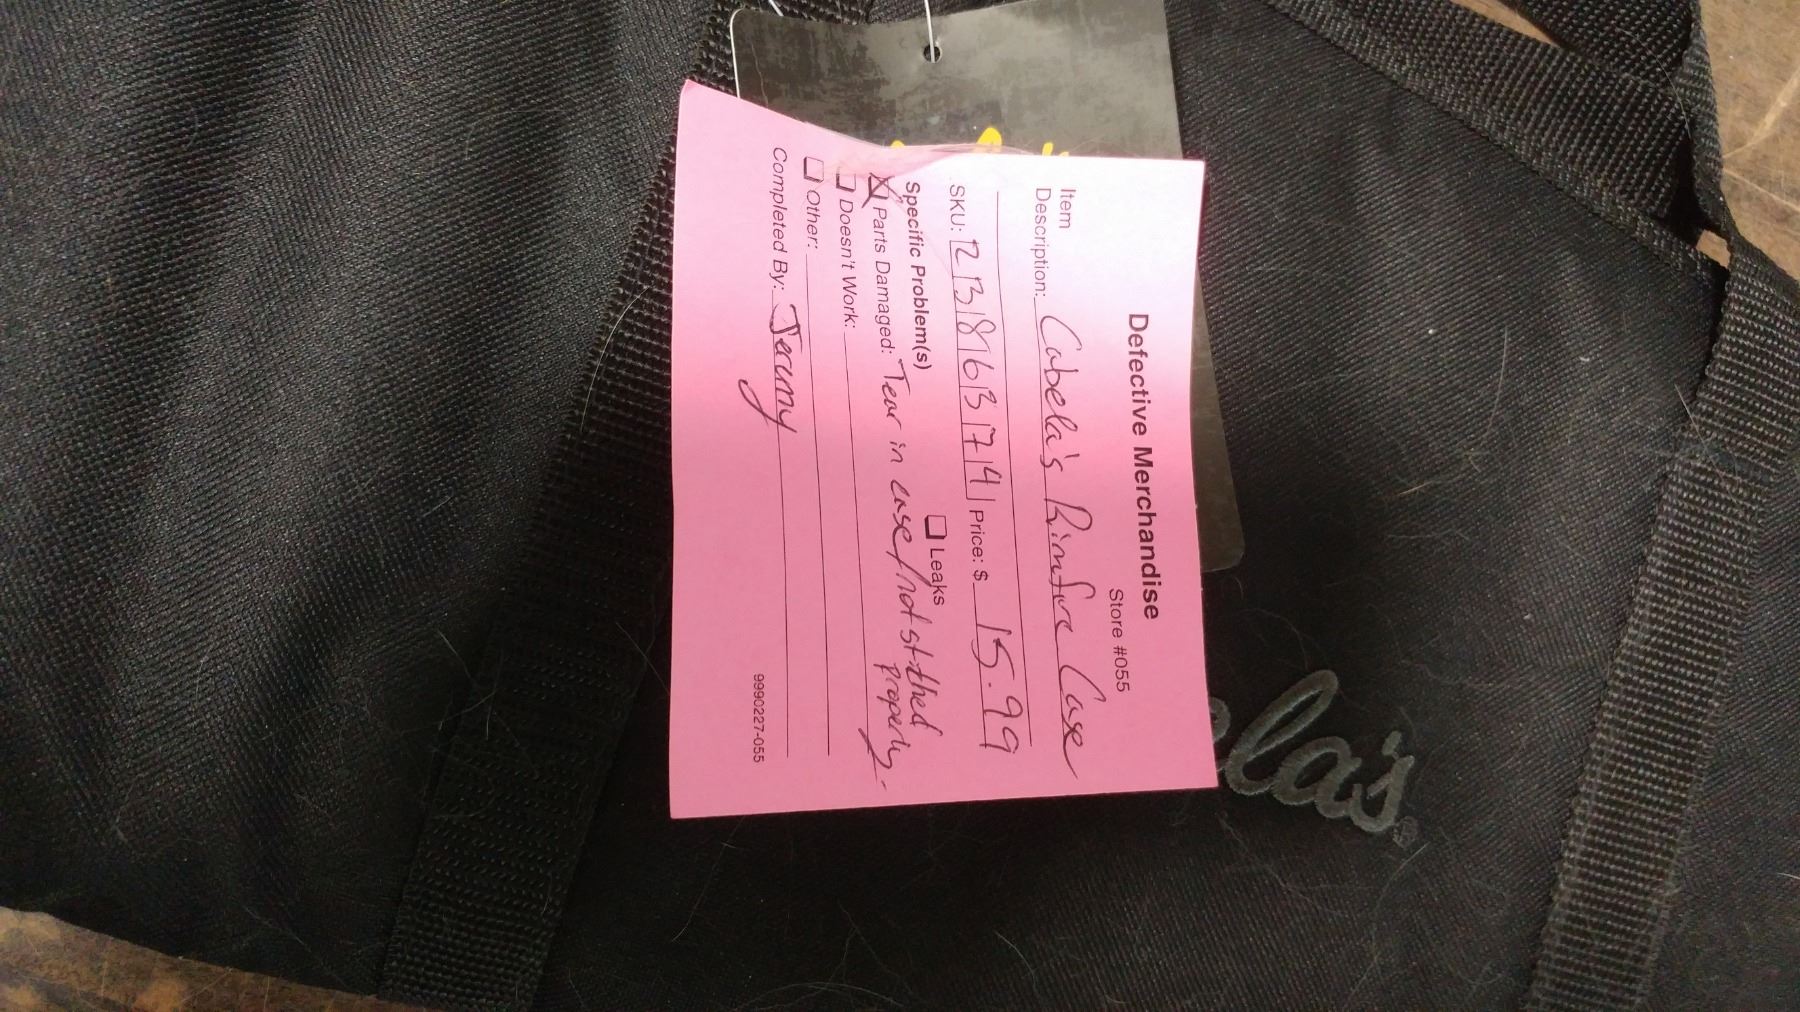 Defective Merchandise
Store #055
Item
Description: Cabela's Rimfire Case
SKU: 2 3 8 6 3 7 4 Price: $ 15.99
Specific Problem(s) ☐ Leaks
☒ Parts Damaged: Tear in case/not stitched
properly.
☐ Doesn't Work:
☐ Other:
Completed By: Jeremy
9990227-055
ela's®